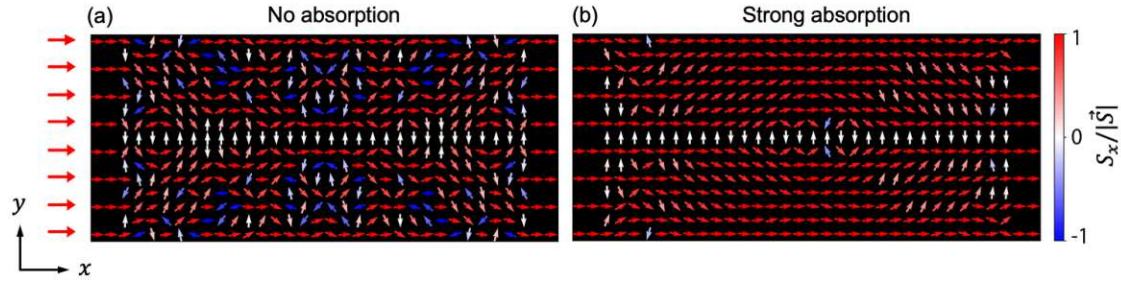 (a) No absorption
(b) Strong absorption
1
0
-1
S_x/|S⃗|
y
x